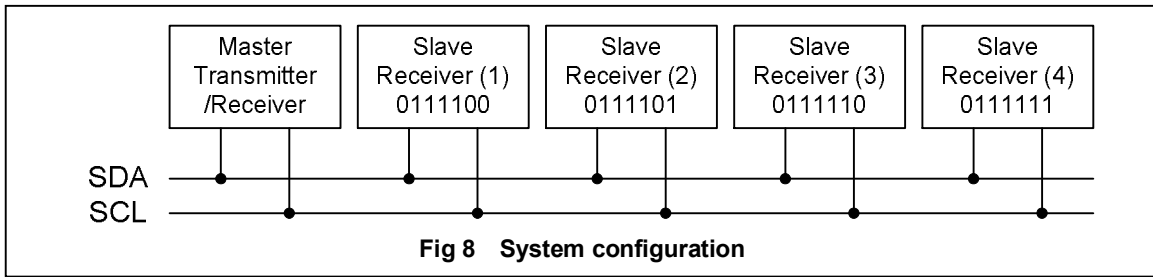 Master
Transmitter
/Receiver
Slave
Receiver (1)
0111100
Slave
Receiver (2)
0111101
Slave
Receiver (3)
0111110
Slave
Receiver (4)
0111111
SDA
SCL
Fig 8 System configuration